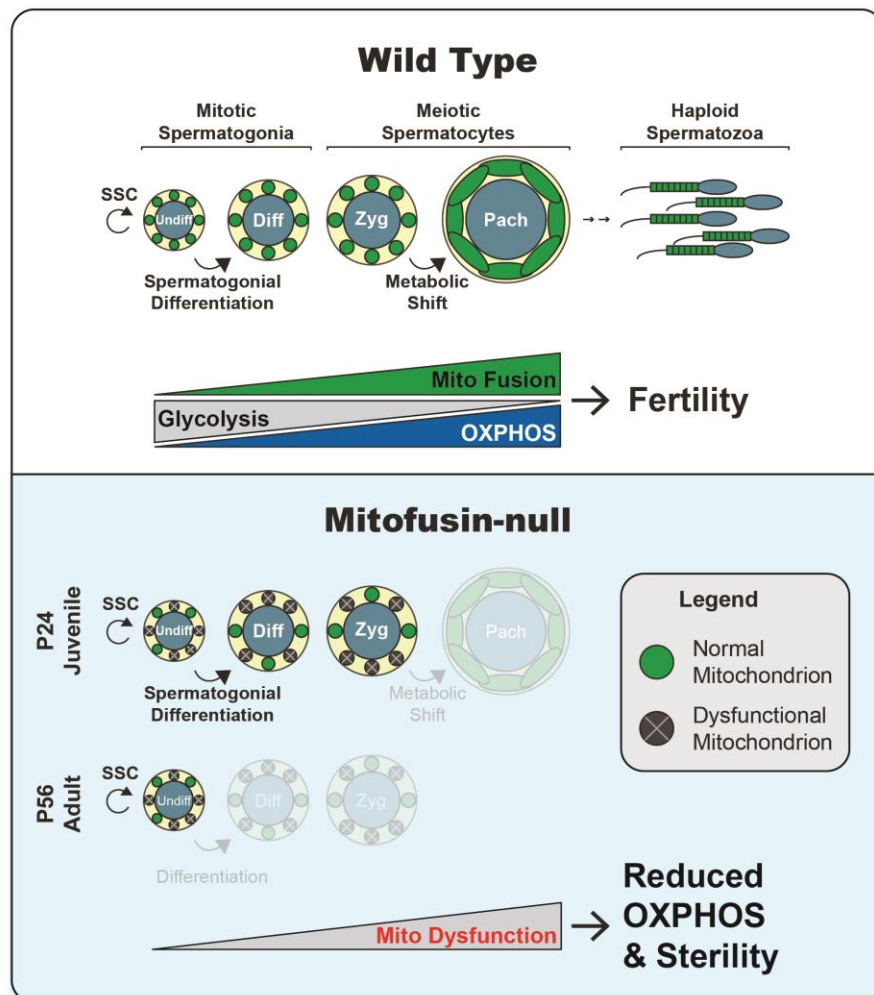 Wild Type
Mitotic
Spermatogonia
Meiotic
Spermatocytes
Haploid
Spermatozoa
SSC
Undiff
Diff
Zyg
Pach
Spermatogonial
Differentiation
Metabolic
Shift
Mito Fusion
Glycolysis
OXPHOS
Fertility
Mitofusin-null
P24
Juvenile
SSC
Undiff
Diff
Zyg
Pach
Spermatogonial
Differentiation
Metabolic
Shift
Legend
Normal
Mitochondrion
Dysfunctional
Mitochondrion
P56
Adult
SSC
Undiff
Diff
Zyg
Differentiation
Mito Dysfunction
Reduced
OXPHOS
& Sterility